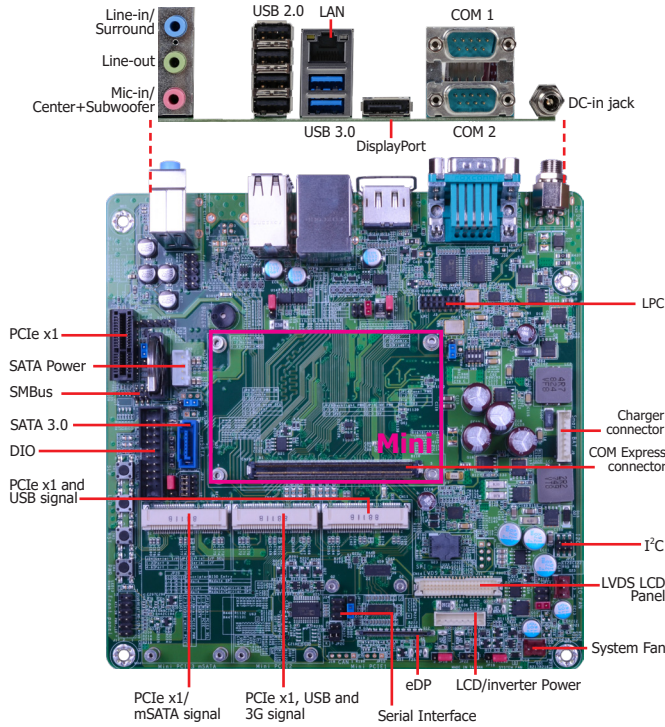 Line-in/
Surround
USB 2.0
LAN
COM 1
Line-out
Mic-in/
Center+Subwoofer
DC-in jack
USB 3.0
COM 2
DisplayPort
LPC
PCIe x1
SATA Power
SMBus
SATA 3.0
DIO
Charger
connector
Mini
COM Express
connector
PCIe x1 and
USB signal
I²C
LVDS LCD
Panel
System Fan
eDP
LCD/inverter Power
PCIe x1/
mSATA signal
PCIe x1, USB and
3G signal
Serial Interface